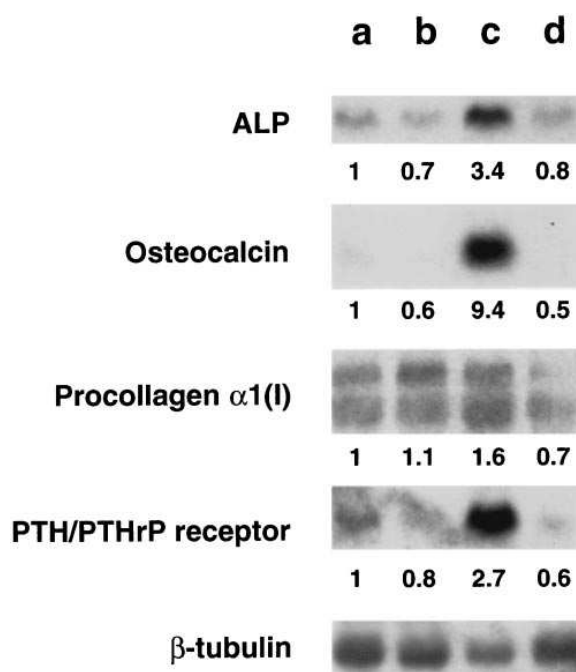 a b c d
ALP
1 0.7 3.4 0.8
Osteocalcin
1 0.6 9.4 0.5
Procollagen α1(I)
1 1.1 1.6 0.7
PTH/PTHrP receptor
1 0.8 2.7 0.6
β-tubulin